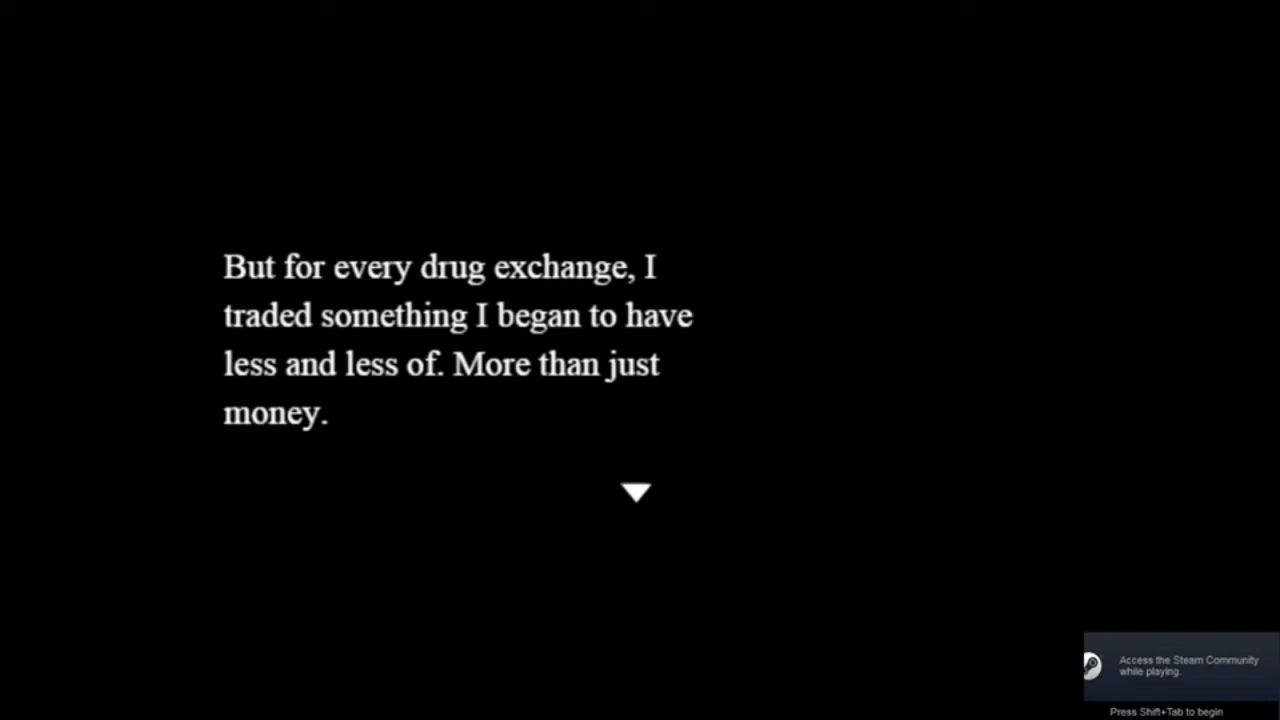 But for every drug exchange, I
traded something I began to have
less and less of. More than just
money.
Access the Steam Community
while playing.
Press Shift+Tab to begin